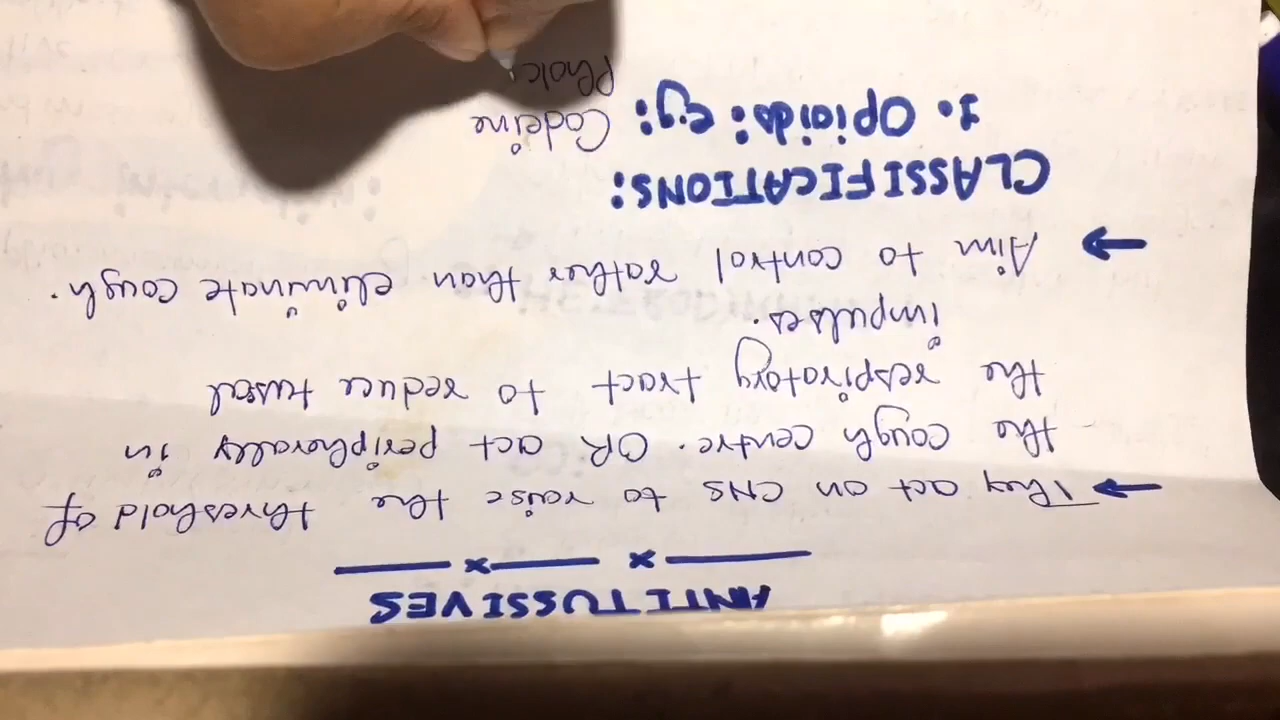 ANTITUSSIVES
→ They act on CNS to raise the threshold of
the cough centre. OR act peripherally in
the respiratory tract to reduce tussal
impulses.
→ Aim to control rather than eliminate cough.
CLASSIFICATIONS:
1. Opioids: Eg: Codeine
Pholc